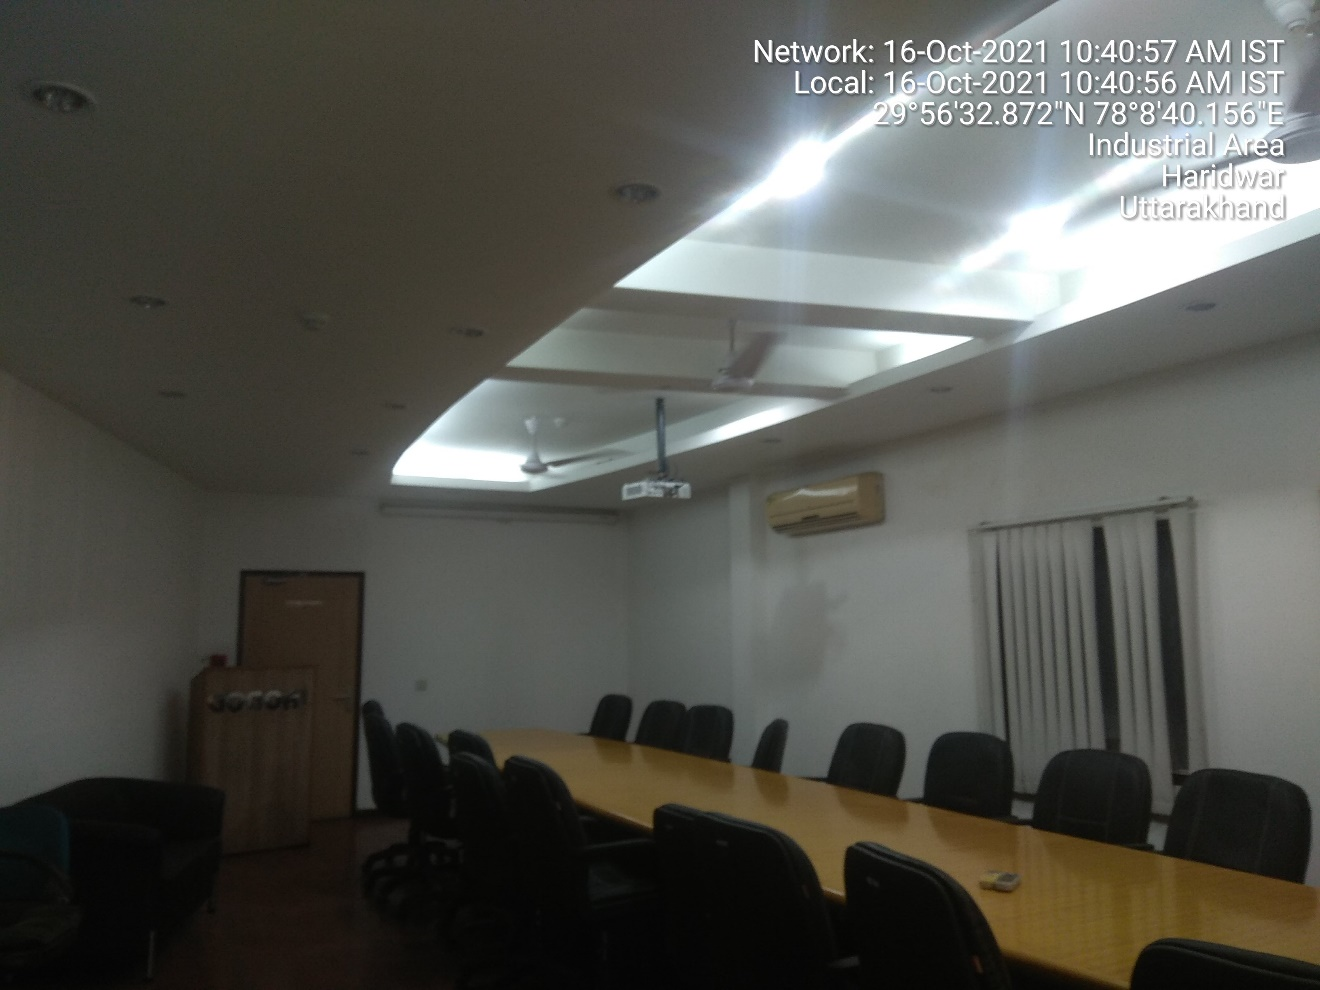 Network: 16-Oct-2021 10:40:57 AM IST
Local: 16-Oct-2021 10:40:56 AM IST
29°56'32.872"N 78°8'40.156"E
Industrial Area
Haridwar
Uttarakhand